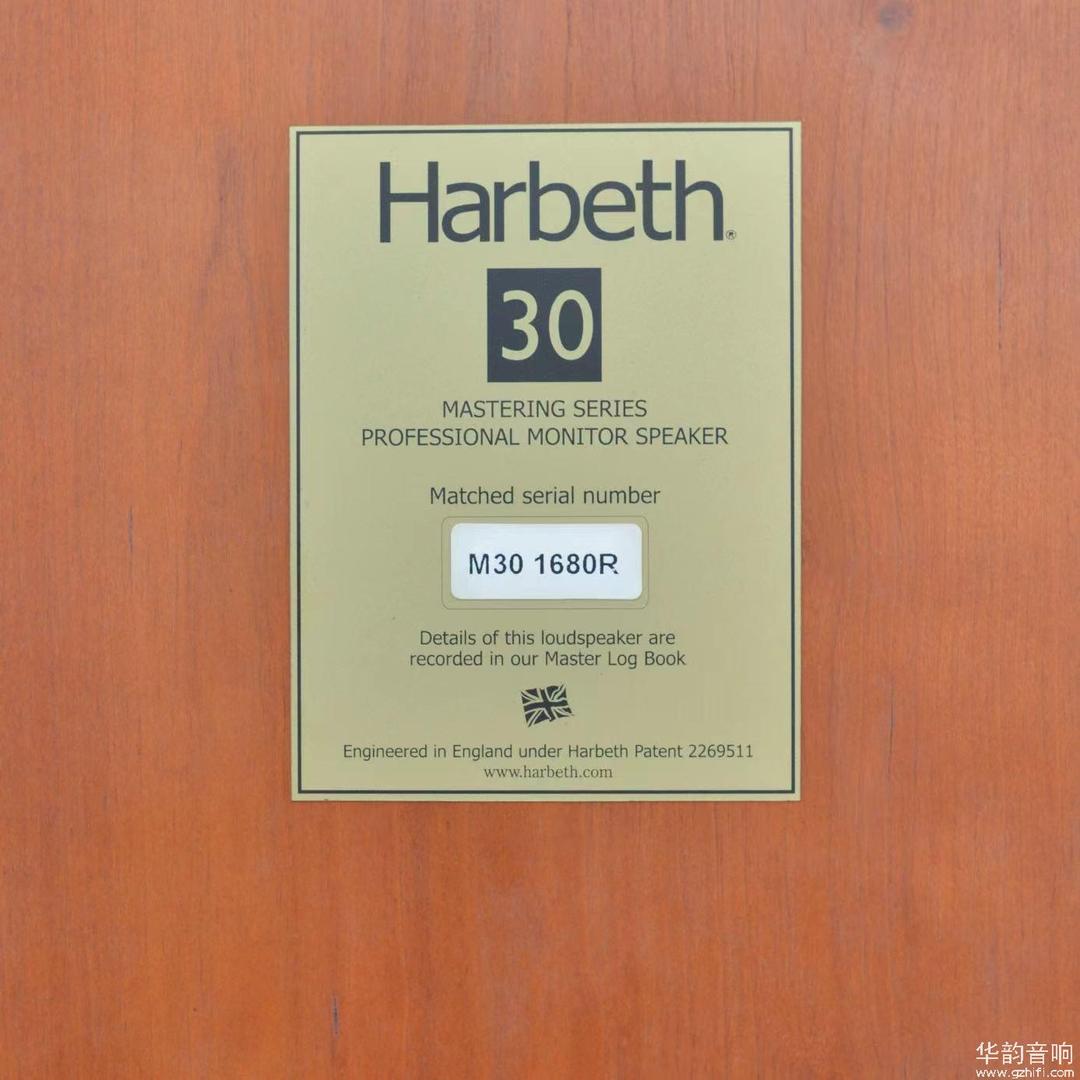 Harbeth®
30
MASTERING SERIES
PROFESSIONAL MONITOR SPEAKER
Matched serial number
M30 1680R
Details of this loudspeaker are
recorded in our Master Log Book
Engineered in England under Harbeth Patent 2269511
www.harbeth.com
华韵音响
www.gzhifi.com